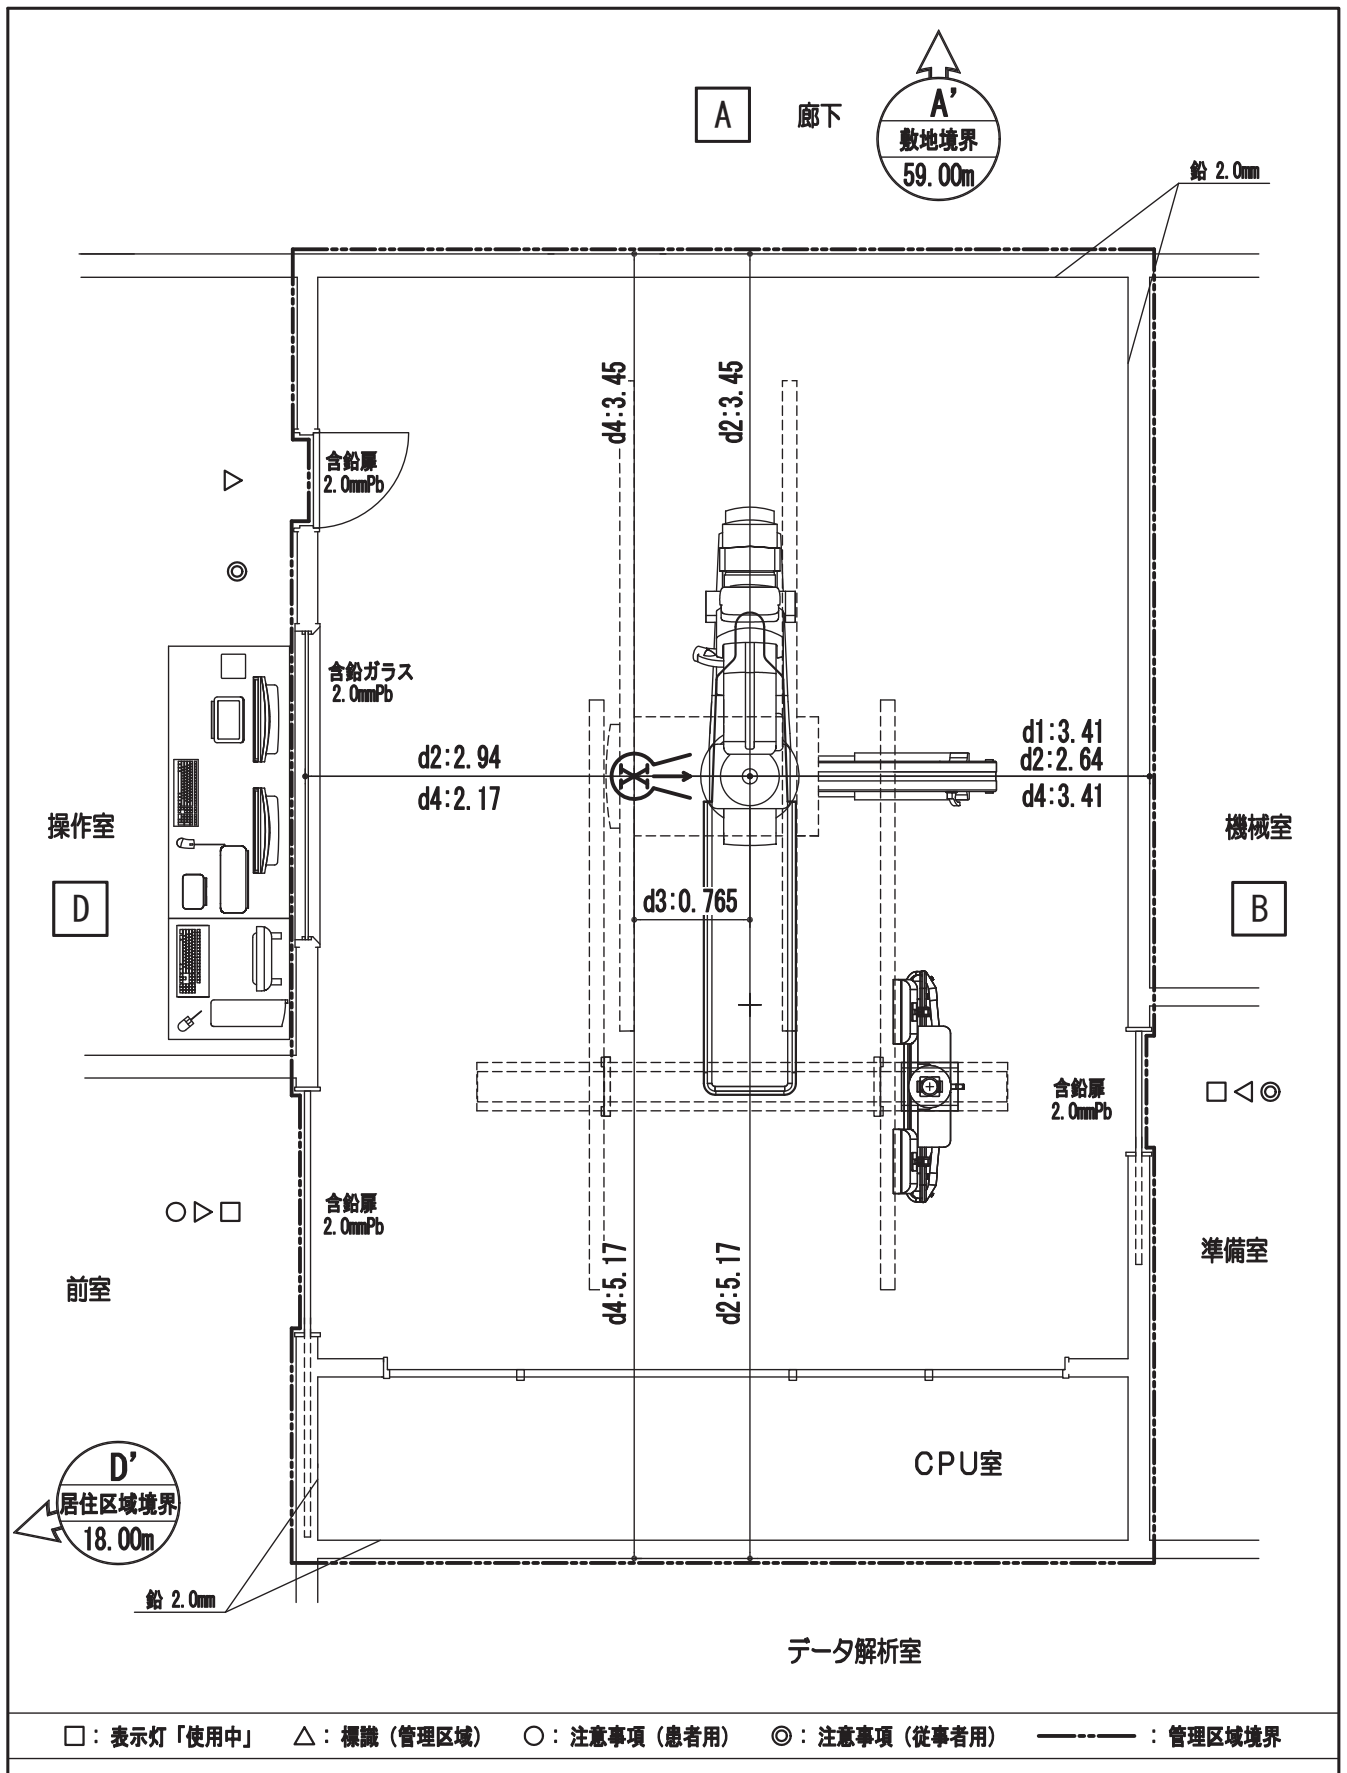 A 廊下
A’
敷地境界
59.00m
鉛 2.0mm
d4:3.45
d2:3.45
含鉛扉
2.0mmPb
含鉛ガラス
2.0mmPb
d2:2.94
d4:2.17
d1:3.41
d2:2.64
d4:3.41
操作室
D
機械室
B
d3:0.765
含鉛扉
2.0mmPb
含鉛扉
2.0mmPb
前室
準備室
d4:5.17
d2:5.17
CPU室
D’
居住区域境界
18.00m
鉛 2.0mm
データ解析室
□:表示灯「使用中」 △:標識(管理区域) ○:注意事項(患者用) ◎:注意事項(従事者用) :管理区域境界